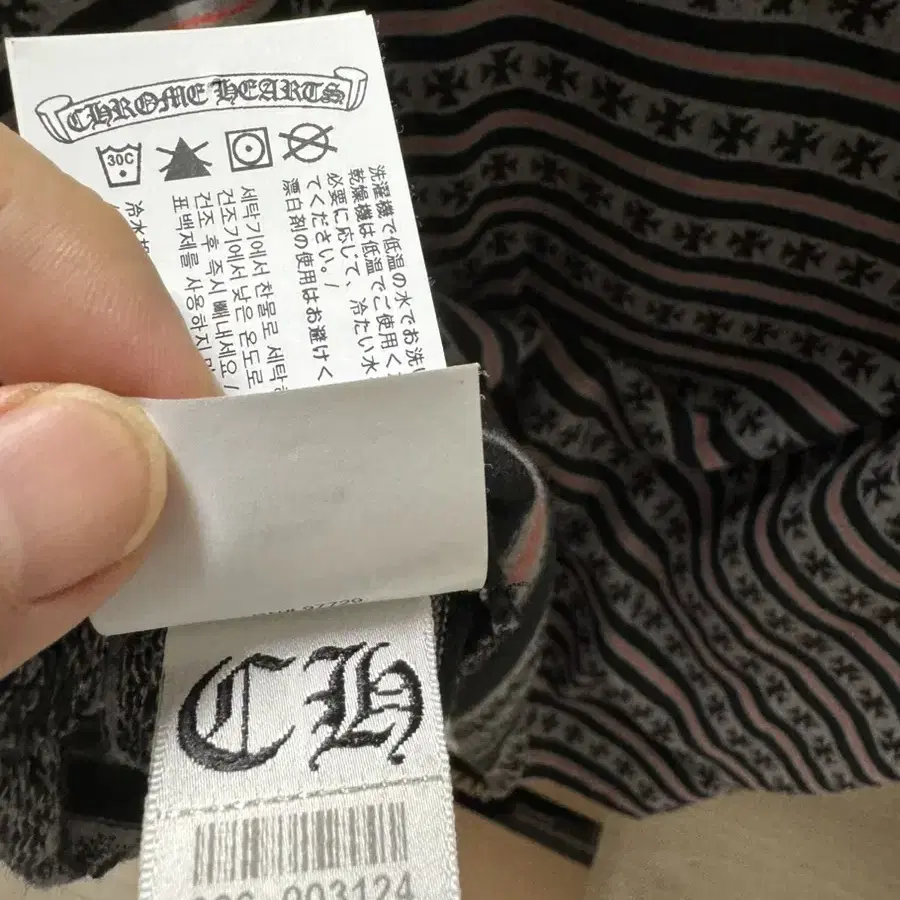 CHROME HEARTS
30C
洗濯機で低温の水でお洗い
乾燥機は低温でご使用く
必要に応じて、冷たい水
てください。/
漂白剤の使用はお避けく
세탁기에서 찬물로 세탁
건조기에서 낮은 온도로
건조 후 즉시 빼내세요/
표백제를 사용하지
冷水
97720
CH
003124